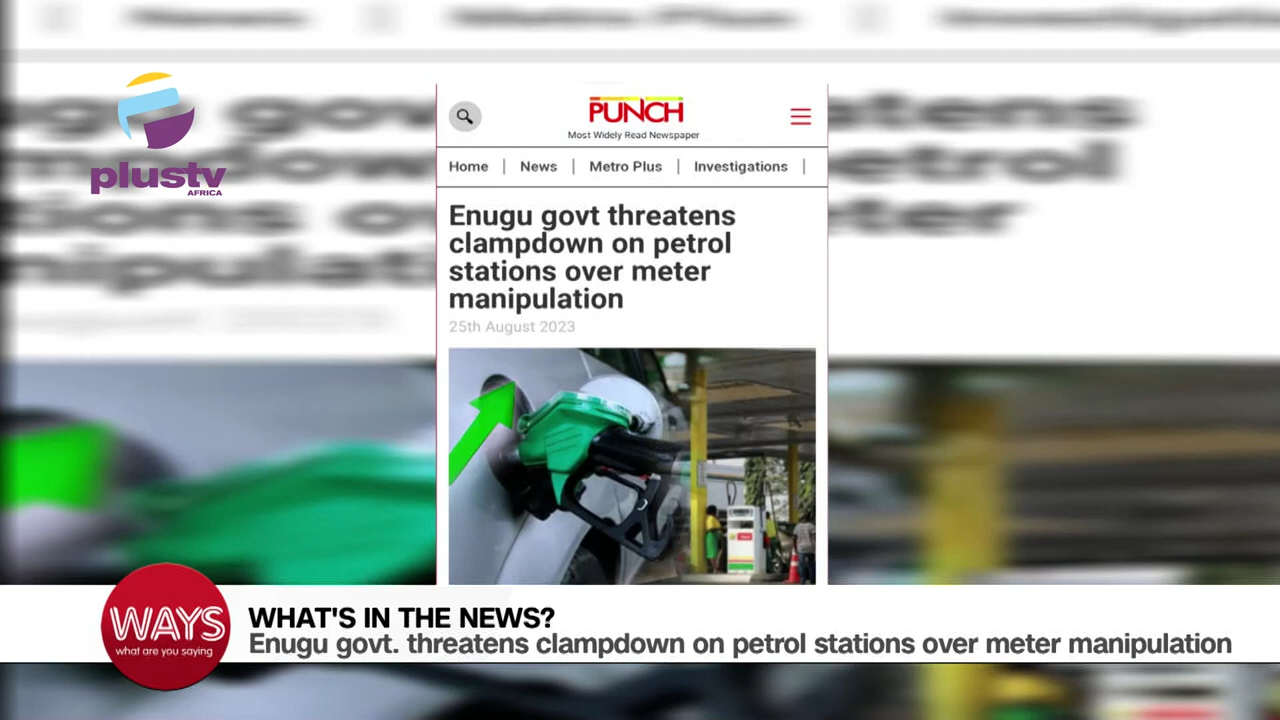 plustv
AFRICA
PUNCH
Most Widely Read Newspaper
Home | News | Metro Plus | Investigations |
Enugu govt threatens
clampdown on petrol
stations over meter
manipulation
25th August 2023
WAYS
what are you saying
WHAT'S IN THE NEWS?
Enugu govt. threatens clampdown on petrol stations over meter manipulation